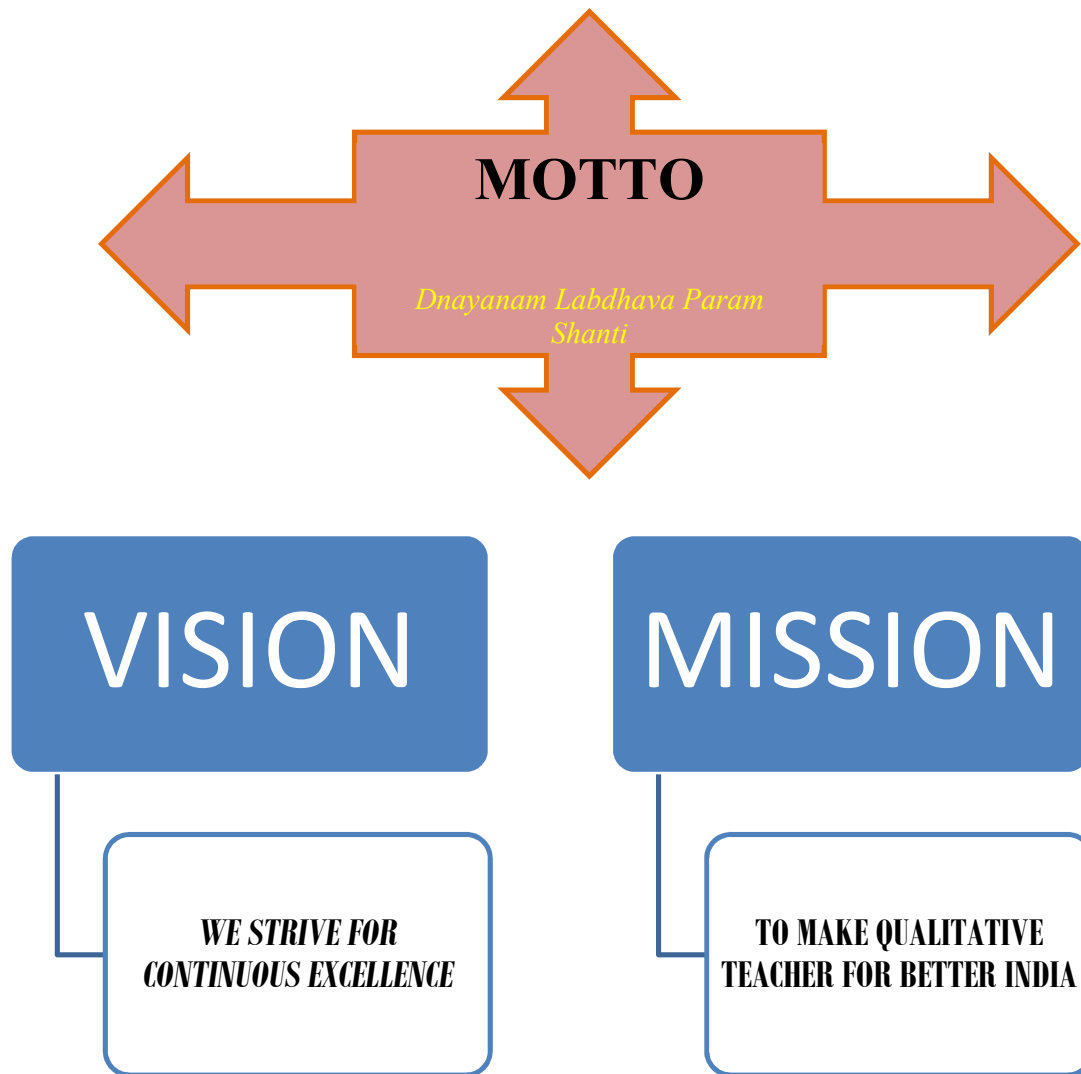 MOTTO
Dnayanam Labdhava Param
Shanti
VISION
MISSION
WE STRIVE FOR
CONTINUOUS EXCELLENCE
TO MAKE QUALITATIVE
TEACHER FOR BETTER INDIA